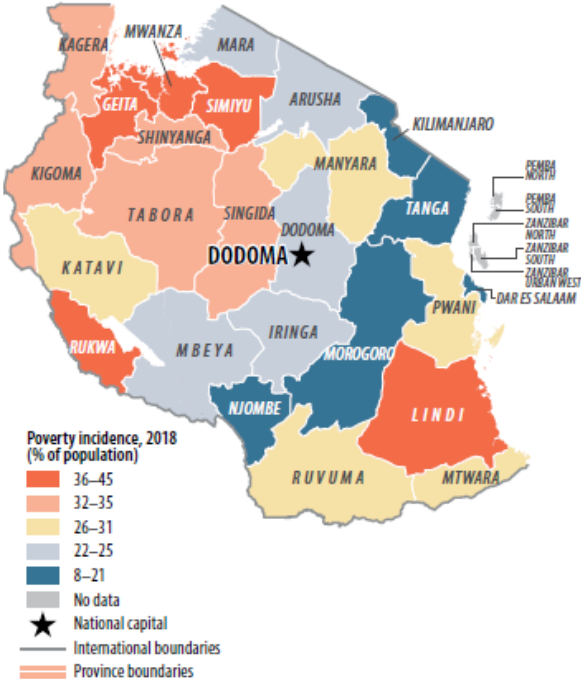 KAGERA
MWANZA
MARA
GEITA
SIMIYU
ARUSHA
KILIMANJARO
SHINYANGA
KIGOMA
MANYARA
TABORA
SINGIDA
TANGA
DODOMA
DODOMA
KATAVI
PEMBA
NORTH
PEMBA
SOUTH
ZANZIBAR
NORTH
ZANZIBAR
SOUTH
ZANZIBAR
URBAN WEST
DAR ES SALAAM
PWANI
RUKWA
MBEYA
IRINGA
MOROGORO
NJOMBE
LINDI
RUVUMA
MTWARA
Poverty incidence, 2018
(% of population)
36–45
32–35
26–31
22–25
8–21
No data
National capital
International boundaries
Province boundaries